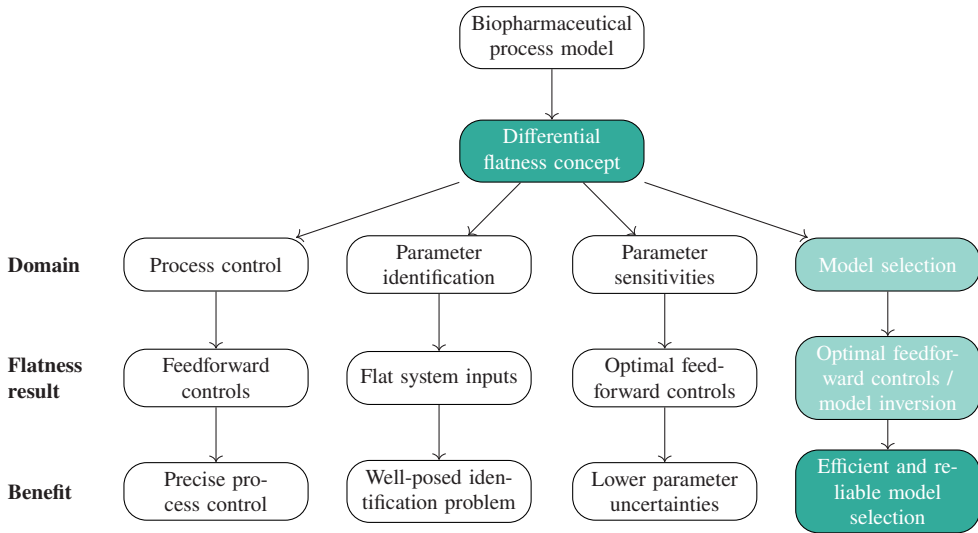 Biopharmaceutical
process model
Differential
flatness concept
Domain
Process control
Parameter
identification
Parameter
sensitivities
Model selection
Flatness
result
Feedforward
controls
Flat system inputs
Optimal feed-
forward controls
Optimal feedfor-
ward controls /
model inversion
Benefit
Precise pro-
cess control
Well-posed iden-
tification problem
Lower parameter
uncertainties
Efficient and re-
liable model
selection